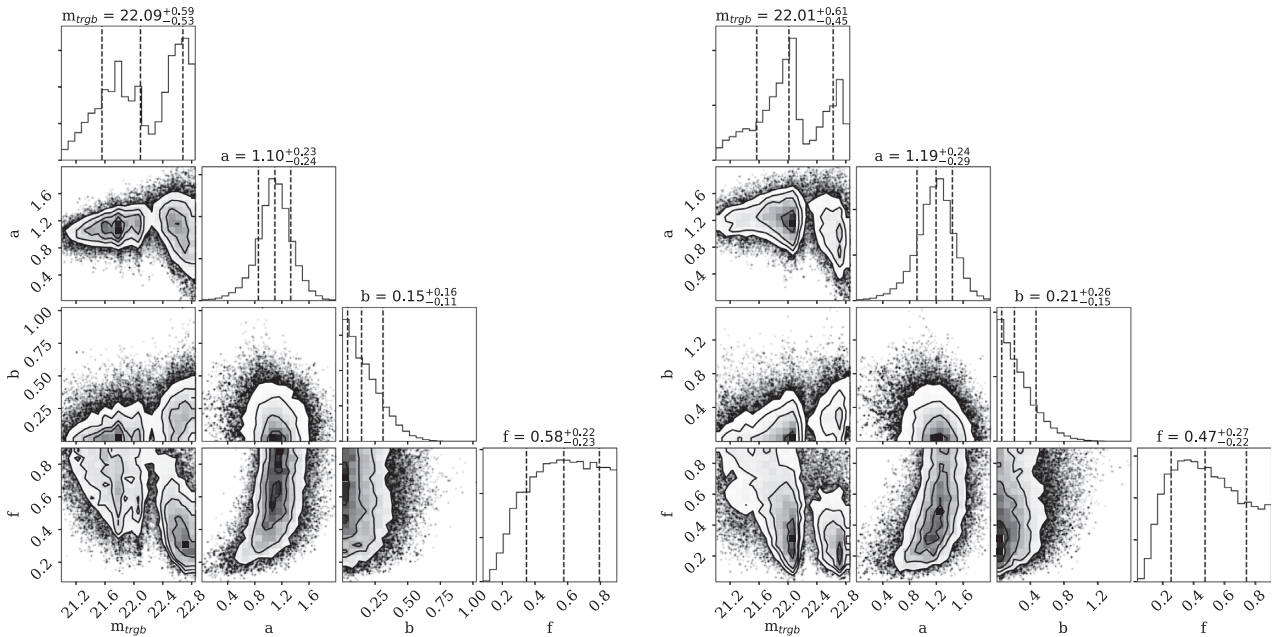 m_trgb = 22.09^{+0.59}_{-0.53}
a = 1.10^{+0.23}_{-0.24}
1.6
1.2
0.8
0.4
a
b = 0.15^{+0.16}_{-0.11}
1.00
0.75
0.50
0.25
b
f = 0.58^{+0.22}_{-0.23}
0.8
0.6
0.4
0.2
f
21.2 21.6 22.0 22.4 22.8
m_trgb
0.4 0.8 1.2 1.6
a
0.25 0.50 0.75 1.00
b
0.2 0.4 0.6 0.8
f
m_trgb = 22.01^{+0.61}_{-0.45}
a = 1.19^{+0.24}_{-0.29}
1.6
1.2
0.8
0.4
a
b = 0.21^{+0.26}_{-0.15}
1.2
0.8
0.4
b
f = 0.47^{+0.27}_{-0.22}
0.8
0.6
0.4
0.2
f
21.2 21.6 22.0 22.4 22.8
m_trgb
0.4 0.8 1.2 1.6
a
0.4 0.8 1.2
b
0.2 0.4 0.6 0.8
f